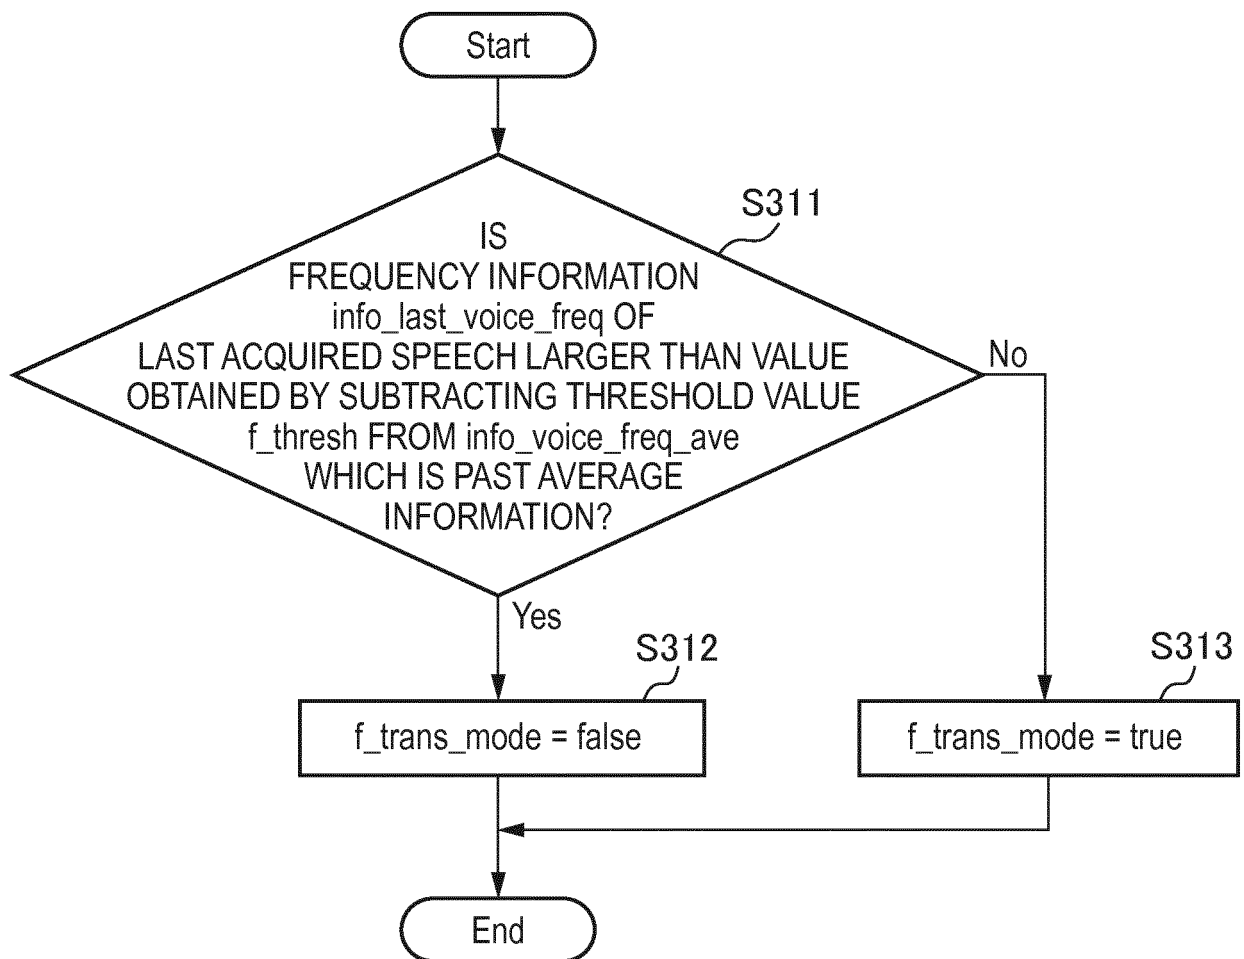 Start
S311
IS
FREQUENCY INFORMATION
info_last_voice_freq OF
LAST ACQUIRED SPEECH LARGER THAN VALUE
OBTAINED BY SUBTRACTING THRESHOLD VALUE
f_thresh FROM info_voice_freq_ave
WHICH IS PAST AVERAGE
INFORMATION?
No
Yes
S312
f_trans_mode = false
S313
f_trans_mode = true
End